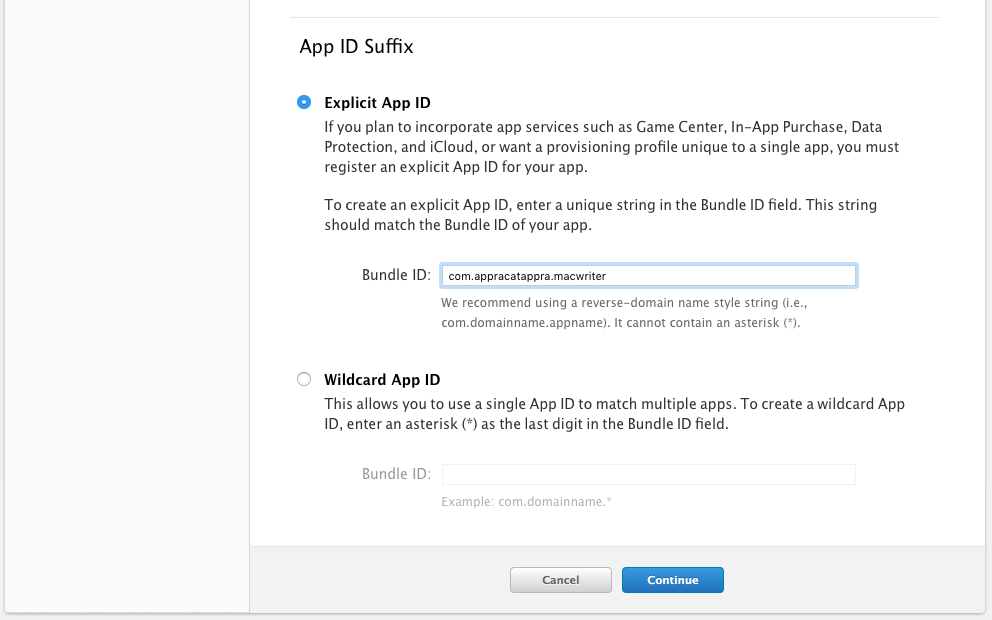 App ID Suffix
Explicit App ID
If you plan to incorporate app services such as Game Center, In-App Purchase, Data
Protection, and iCloud, or want a provisioning profile unique to a single app, you must
register an explicit App ID for your app.
To create an explicit App ID, enter a unique string in the Bundle ID field. This string
should match the Bundle ID of your app.
Bundle ID: com.appracatappra.macwriter
We recommend using a reverse-domain name style string (i.e.,
com.domainname.appname). It cannot contain an asterisk (*).
Wildcard App ID
This allows you to use a single App ID to match multiple apps. To create a wildcard App
ID, enter an asterisk (*) as the last digit in the Bundle ID field.
Bundle ID:
Example: com.domainname.*
Cancel Continue